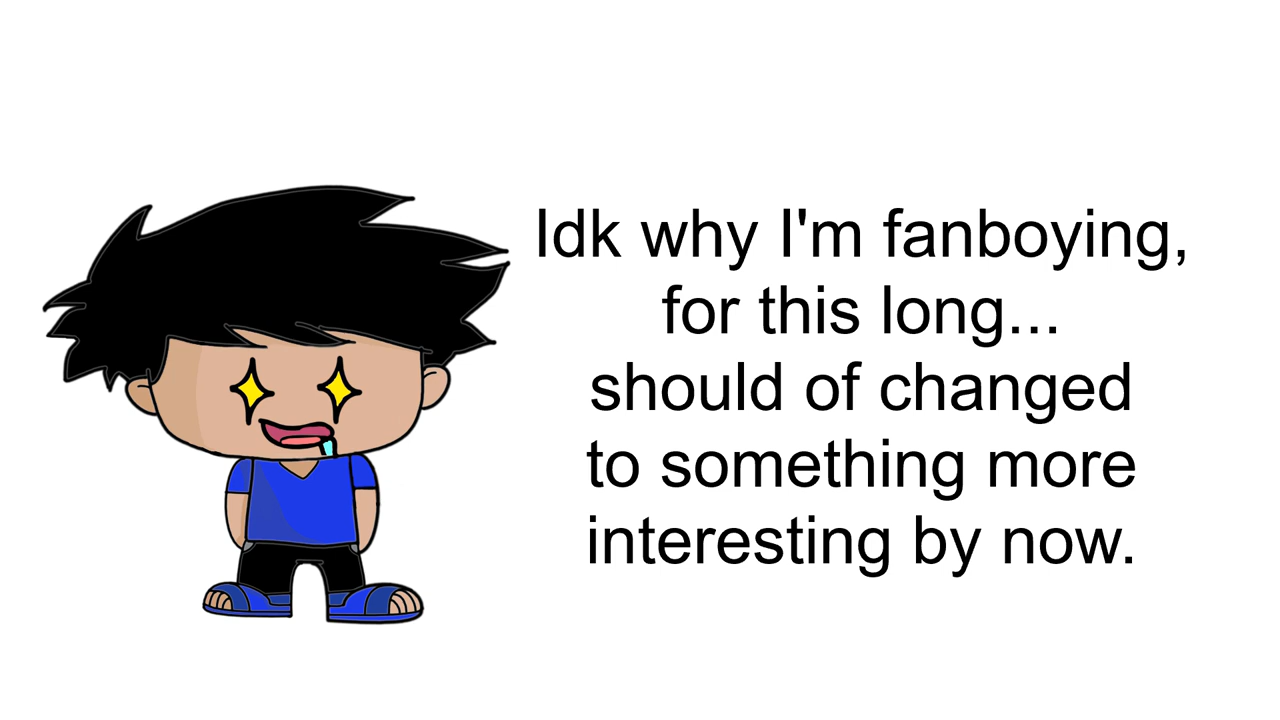 Idk why I'm fanboying,
for this long...
should of changed
to something more
interesting by now.